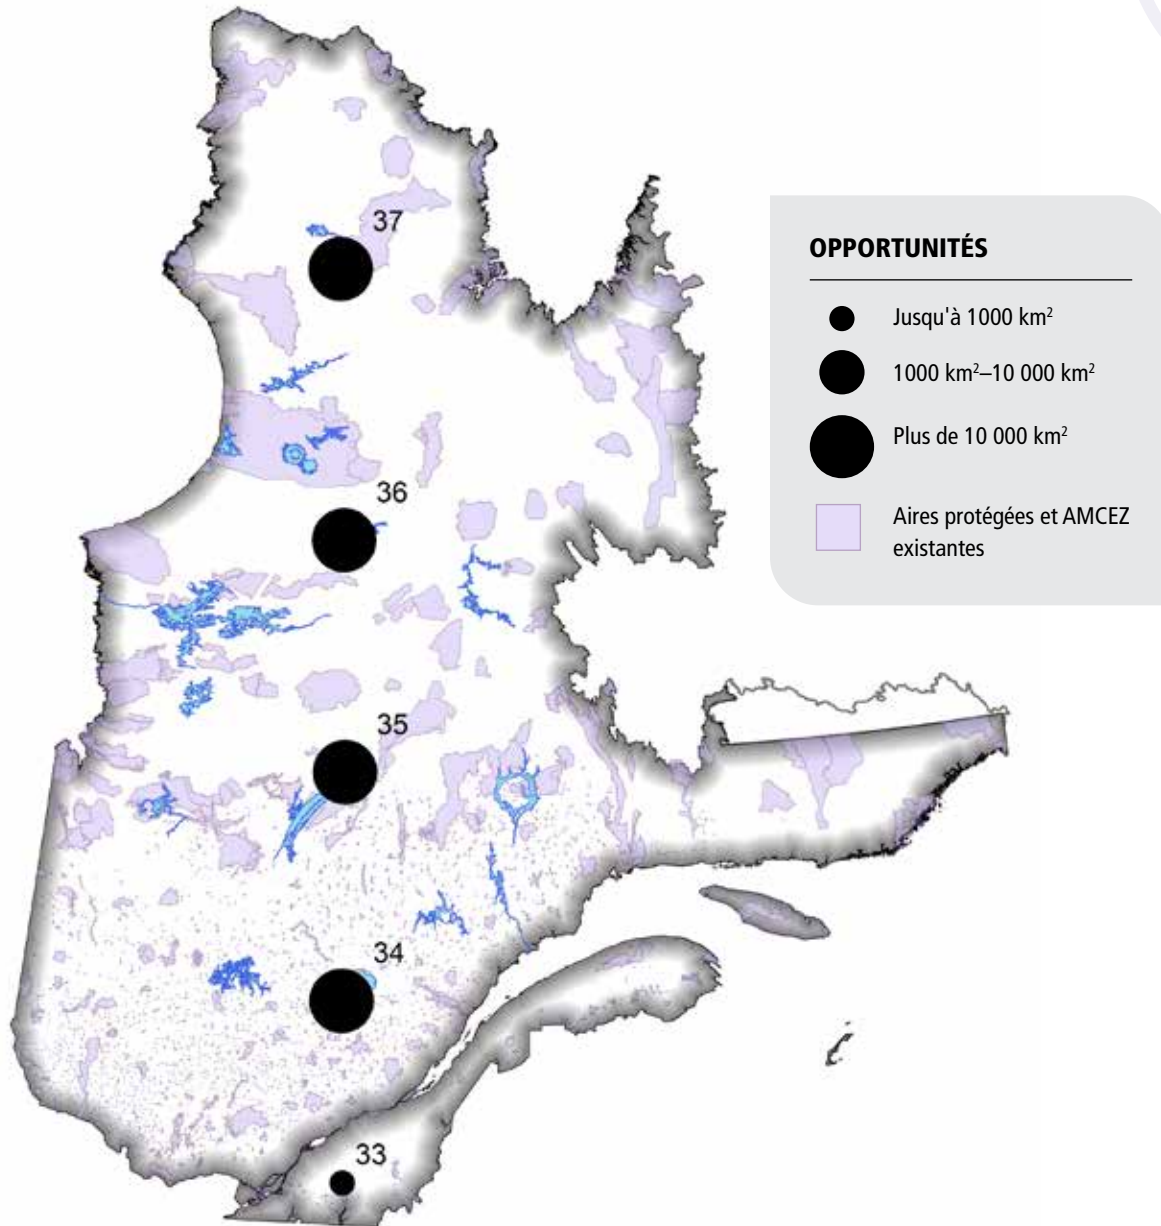 37
36
35
34
33
OPPORTUNITÉS
Jusqu'à 1000 km²
1000 km²–10 000 km²
Plus de 10 000 km²
Aires protégées et AMCEZ
existantes